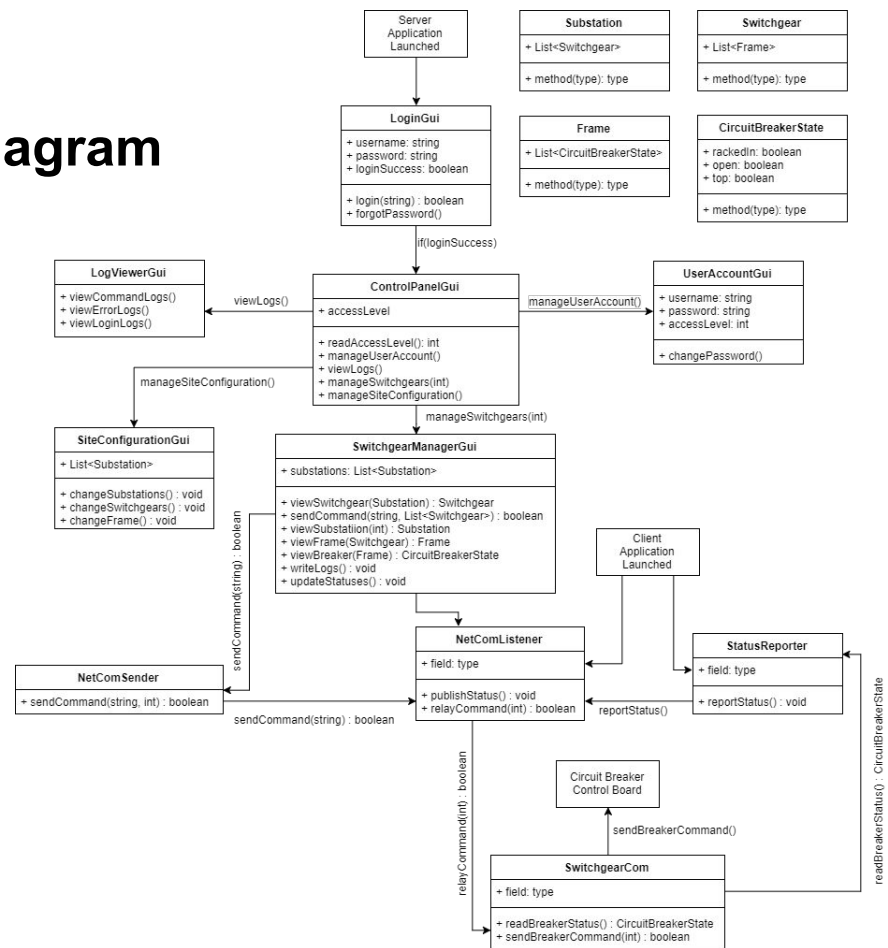 agram
Server
Application
Launched
Substation
+ List<Switchgear>
+ method(type): type
Switchgear
+ List<Frame>
+ method(type): type
LoginGui
+ username: string
+ password: string
+ loginSuccess: boolean
+ login(string) : boolean
+ forgotPassword()
Frame
+ List<CircuitBreakerState>
+ method(type): type
CircuitBreakerState
+ rackedIn: boolean
+ open: boolean
+ top: boolean
+ method(type): type
if(loginSuccess)
LogViewerGui
+ viewCommandLogs()
+ viewErrorLogs()
+ viewLoginLogs()
viewLogs()
ControlPanelGui
+ accessLevel
+ readAccessLevel(): int
+ manageUserAccount()
+ viewLogs()
+ manageSwitchgears(int)
+ manageSiteConfiguration()
manageUserAccount()
UserAccountGui
+ username: string
+ password: string
+ accessLevel: int
+ changePassword()
manageSiteConfiguration()
manageSwitchgears(int)
SiteConfigurationGui
+ List<Substation>
+ changeSubstations() : void
+ changeSwitchgears() : void
+ changeFrame() : void
SwitchgearManagerGui
+ substations: List<Substation>
+ viewSwitchgear(Substation) : Switchgear
+ sendCommand(string, List<Switchgear>) : boolean
+ viewSubstatiion(int) : Substation
+ viewFrame(Switchgear) : Frame
+ viewBreaker(Frame) : CircuitBreakerState
+ writeLogs() : void
+ updateStatuses() : void
sendCommand(string) : boolean
Client
Application
Launched
NetComListener
+ field: type
+ publishStatus() : void
+ relayCommand(int) : boolean
StatusReporter
+ field: type
+ reportStatus() : void
NetComSender
+ sendCommand(string, int) : boolean
sendCommand(string) : boolean
reportStatus()
relayCommand(int) : boolean
readBreakerStatus() : CircuitBreakerState
Circuit Breaker
Control Board
sendBreakerCommand()
SwitchgearCom
+ field: type
+ readBreakerStatus() : CircuitBreakerState
+ sendBreakerCommand(int) : boolean